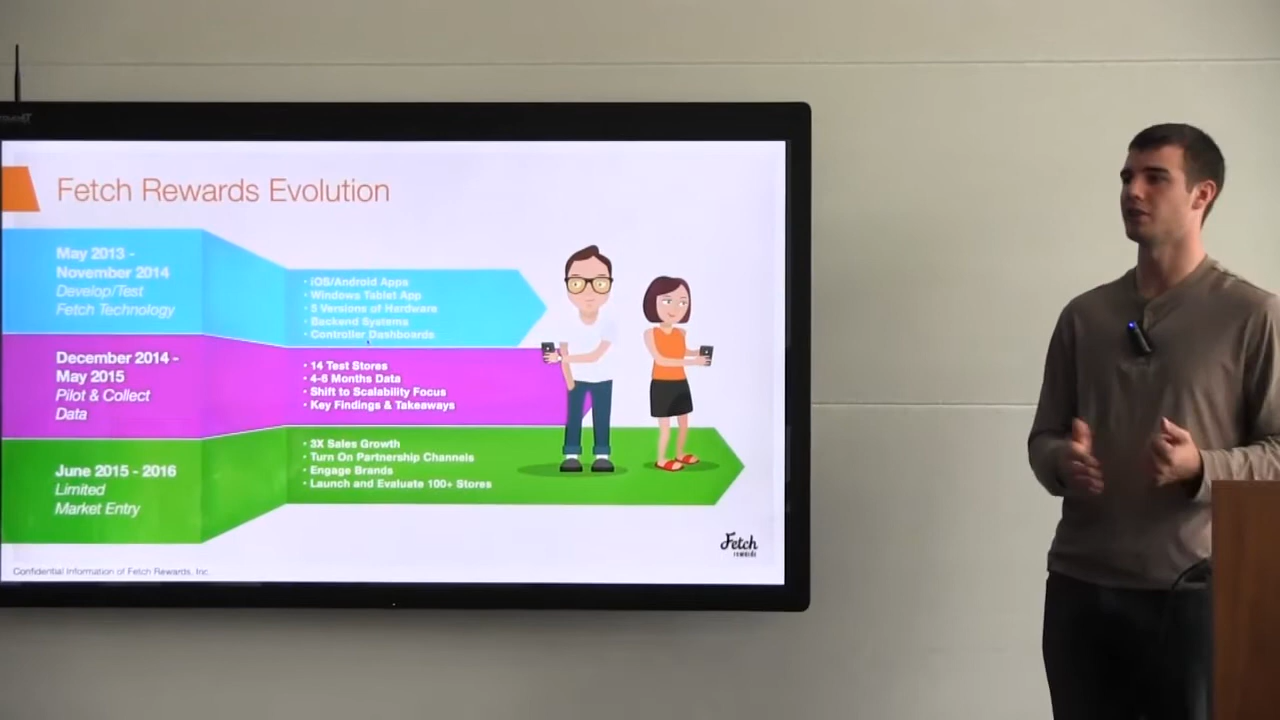 Fetch Rewards Evolution
May 2013 -
November 2014
Develop/Test
Fetch Technology
· iOS/Android Apps
· Windows Tablet App
· 5 Versions of Hardware
· Backend Systems
· Controller Dashboards
December 2014 -
May 2015
Pilot & Collect
Data
· 14 Test Stores
· 4-6 Months Data
· Shift to Scalability Focus
· Key Findings & Takeaways
June 2015 - 2016
Limited
Market Entry
· 3X Sales Growth
· Turn On Partnership Channels
· Engage Brands
· Launch and Evaluate 100+ Stores
Fetch
rewards
Confidential Information of Fetch Rewards, Inc.